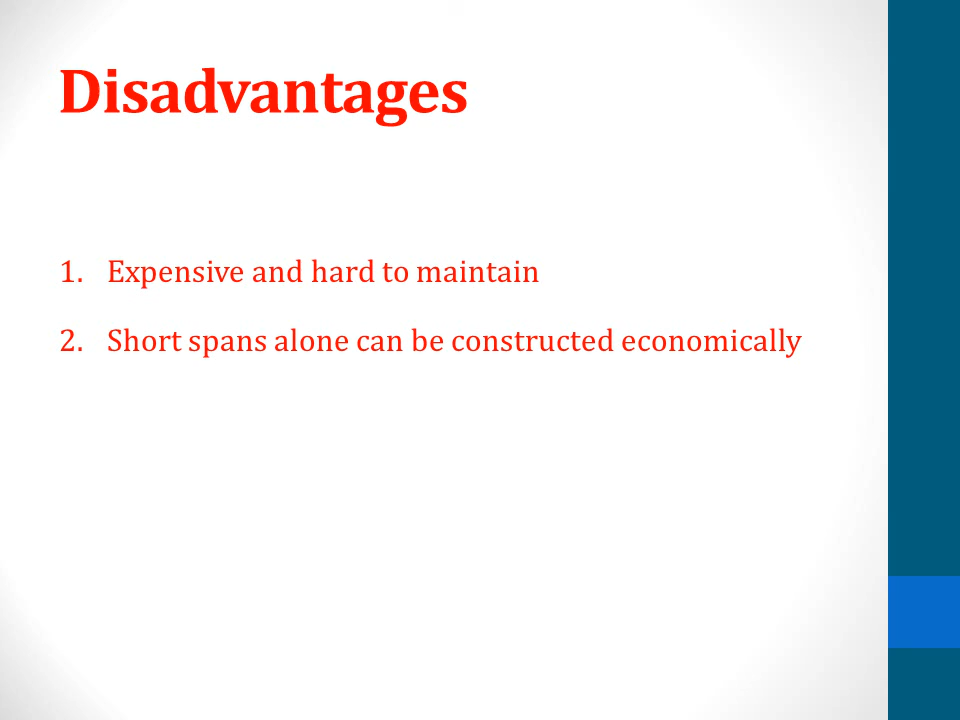 Disadvantages
1. Expensive and hard to maintain
2. Short spans alone can be constructed economically